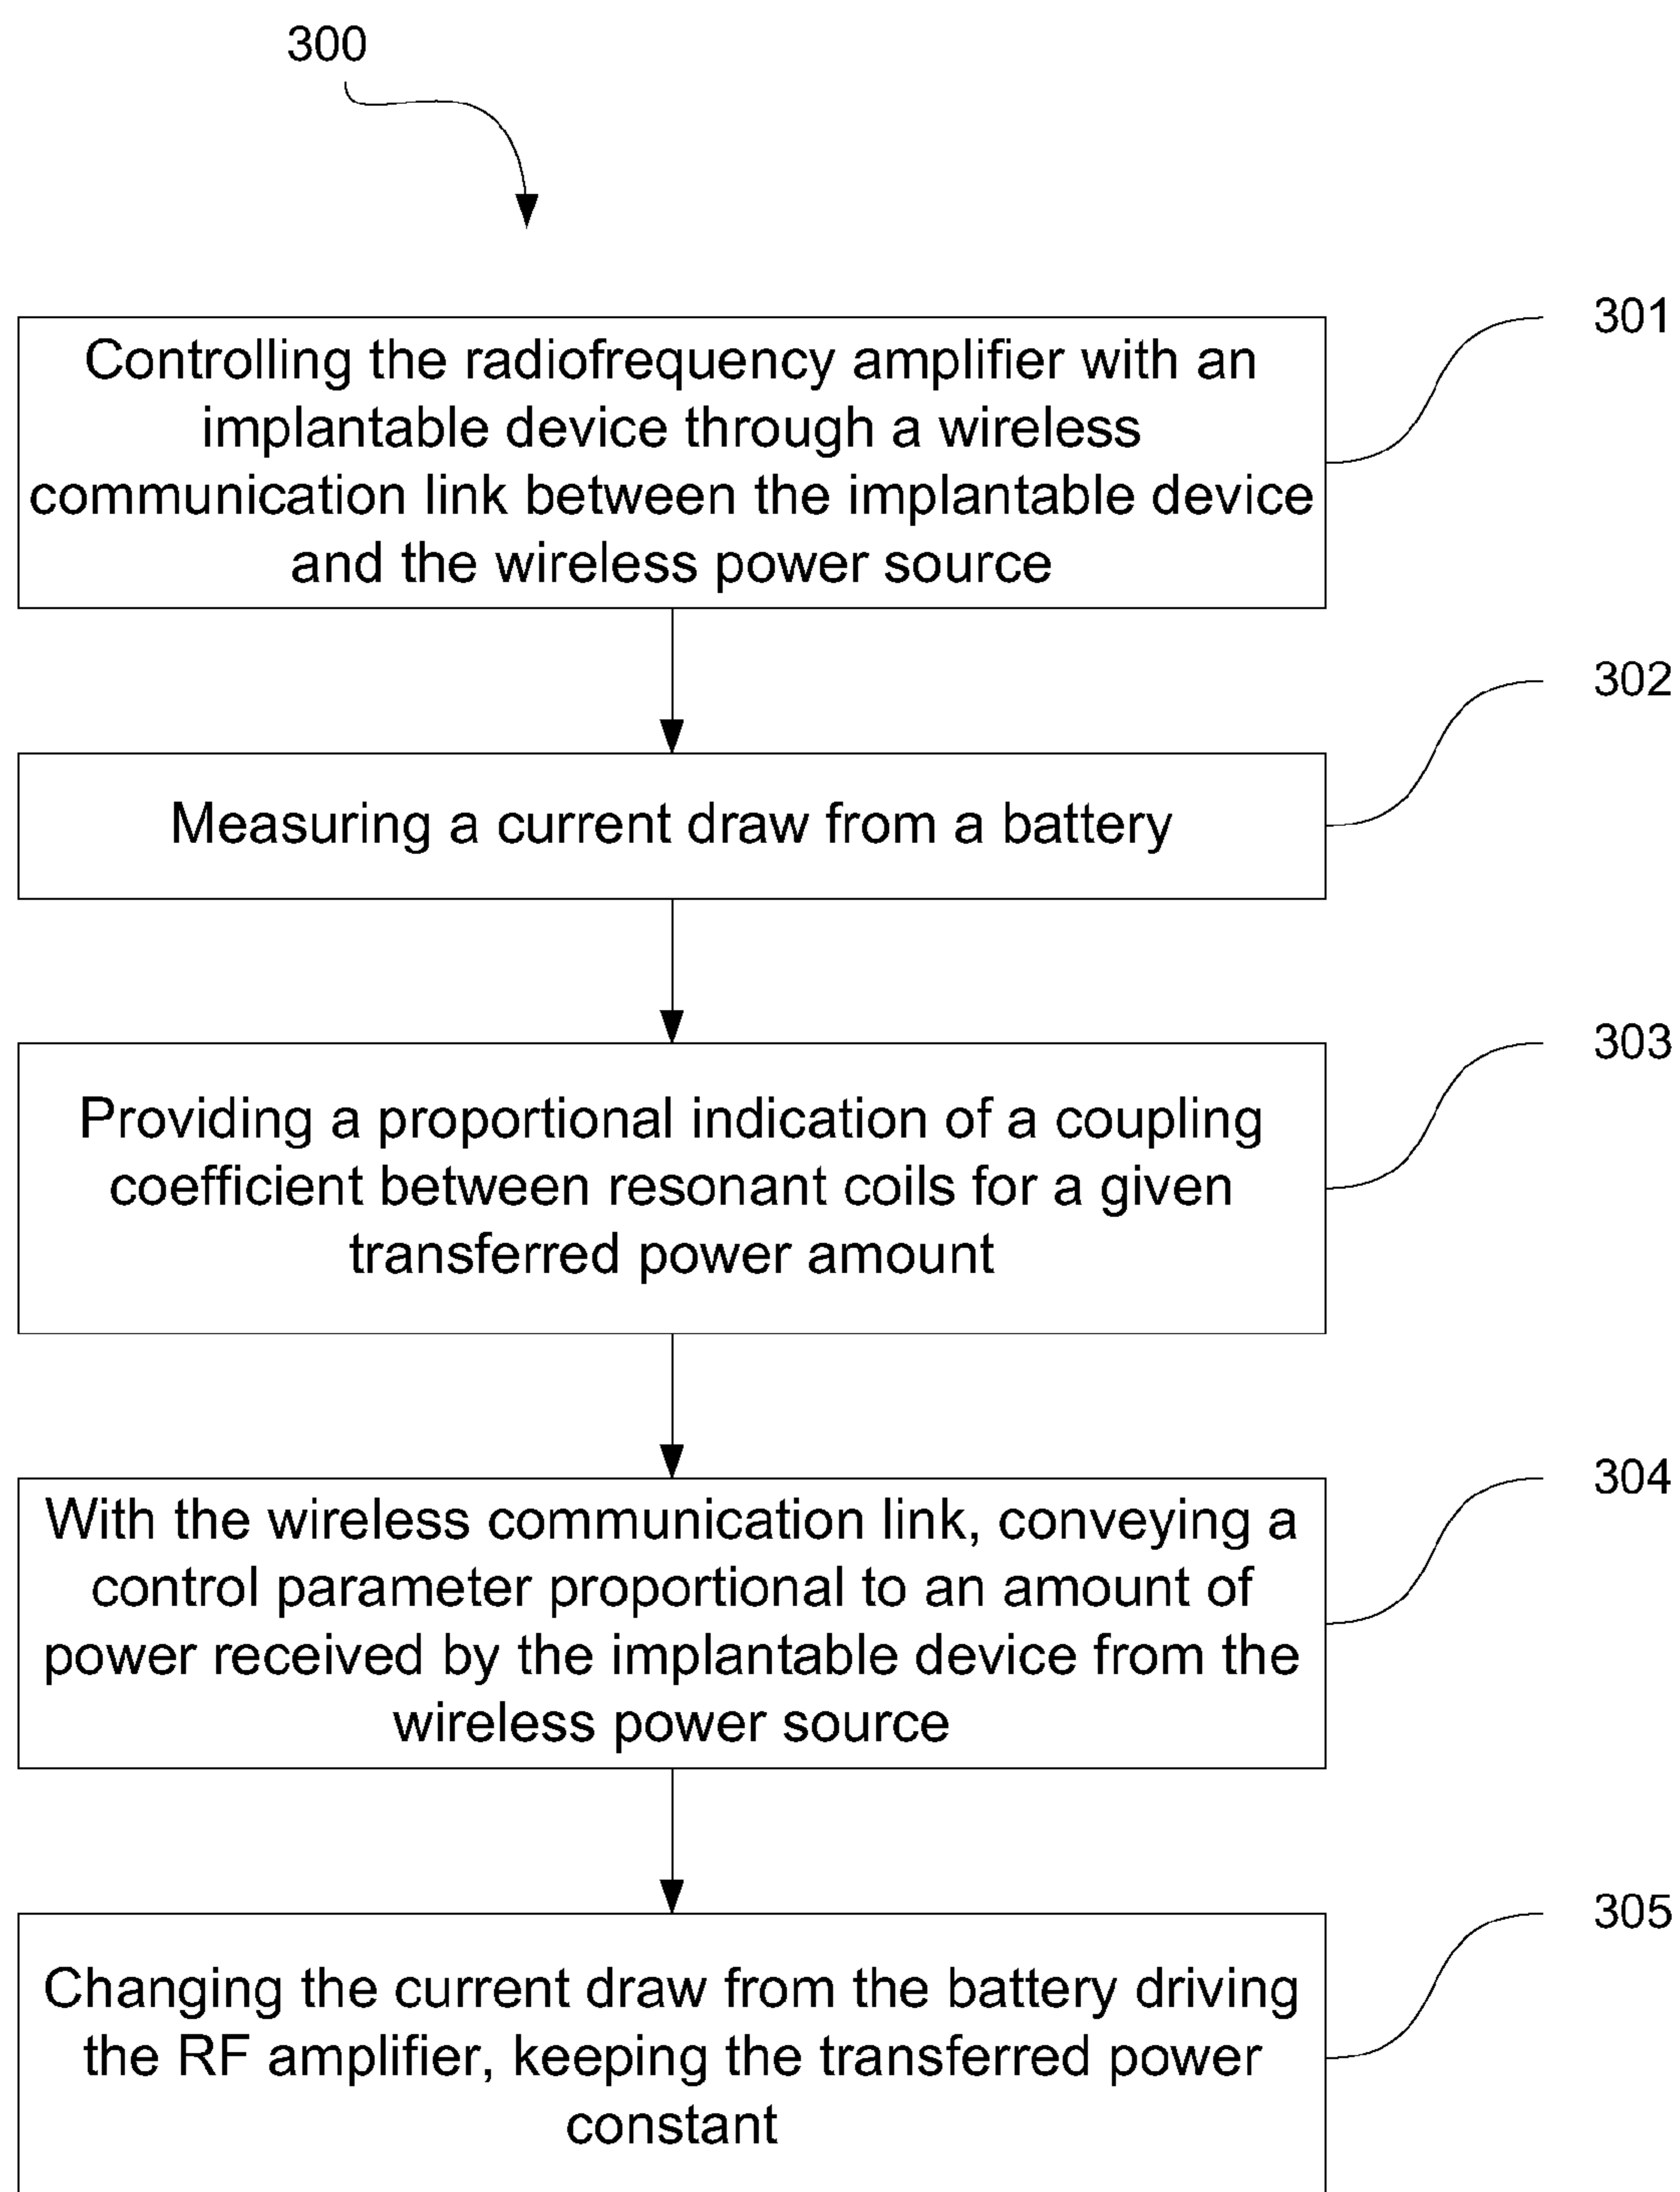 300
301
Controlling the radiofrequency amplifier with an
implantable device through a wireless
communication link between the implantable device
and the wireless power source
302
Measuring a current draw from a battery
303
Providing a proportional indication of a coupling
coefficient between resonant coils for a given
transferred power amount
304
With the wireless communication link, conveying a
control parameter proportional to an amount of
power received by the implantable device from the
wireless power source
305
Changing the current draw from the battery driving
the RF amplifier, keeping the transferred power
constant